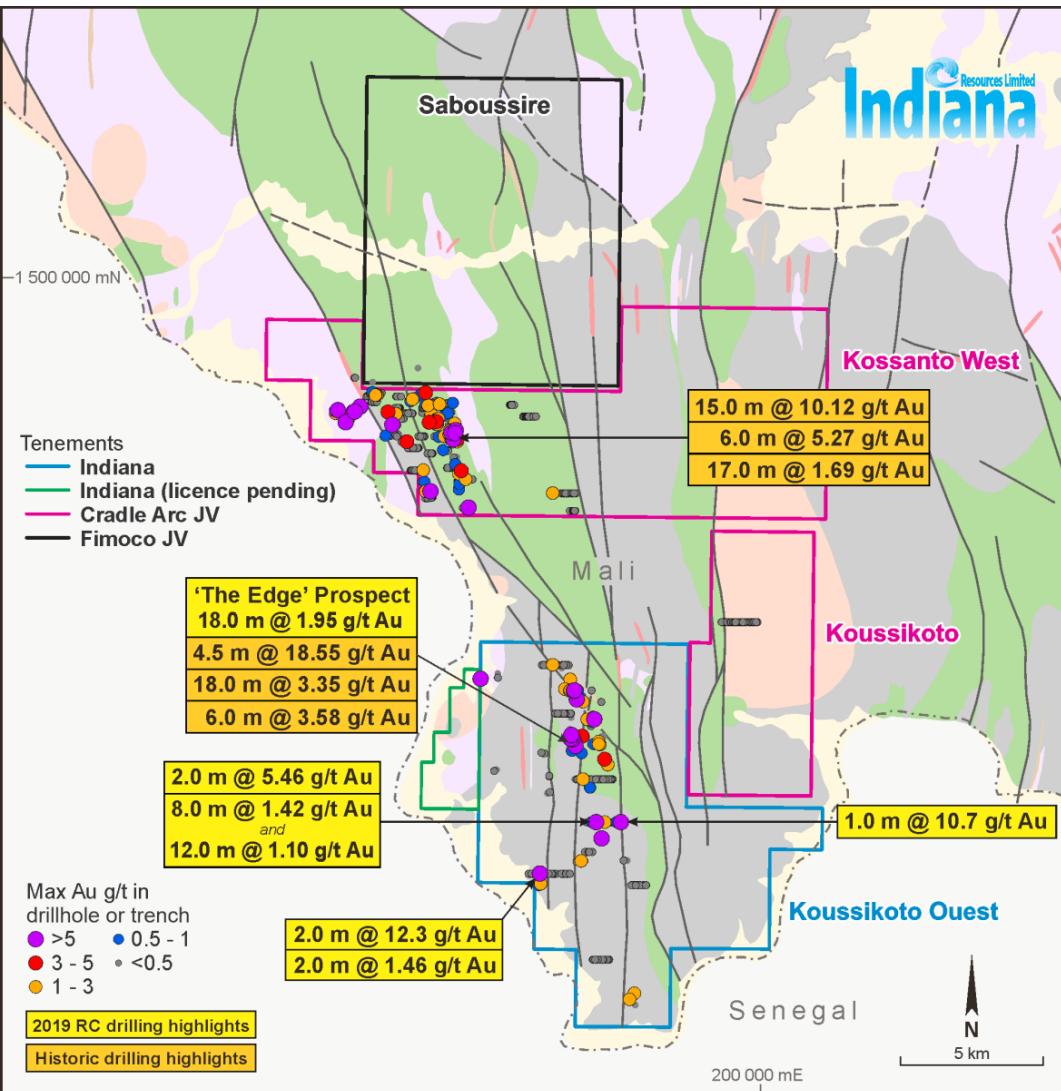 Saboussire
Resources Limited
Indiana
1 500 000 mN
Kossanto West
15.0 m @ 10.12 g/t Au
6.0 m @ 5.27 g/t Au
17.0 m @ 1.69 g/t Au
Tenements
Indiana
Indiana (licence pending)
Cradle Arc JV
Fimoco JV
Mali
'The Edge' Prospect
18.0 m @ 1.95 g/t Au
4.5 m @ 18.55 g/t Au
18.0 m @ 3.35 g/t Au
6.0 m @ 3.58 g/t Au
Koussikoto
2.0 m @ 5.46 g/t Au
8.0 m @ 1.42 g/t Au
and
12.0 m @ 1.10 g/t Au
1.0 m @ 10.7 g/t Au
Max Au g/t in
drillhole or trench
>5 0.5 - 1
3 - 5 <0.5
1 - 3
Koussikoto Ouest
2.0 m @ 12.3 g/t Au
2.0 m @ 1.46 g/t Au
2019 RC drilling highlights
Historic drilling highlights
Senegal
N
5 km
200 000 mE